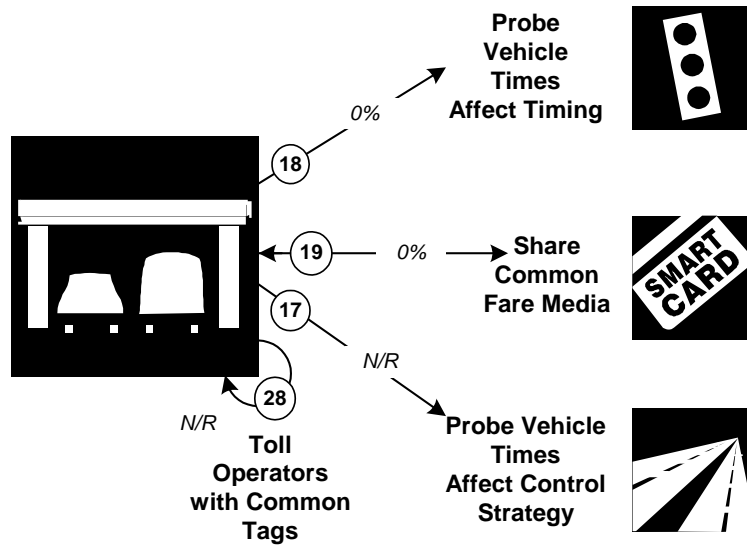 Probe
Vehicle
Times
Affect Timing
0%
18
19
0%
Share
Common
Fare Media
SMART
CARD
17
N/R
28
N/R
Toll
Operators
with Common
Tags
Probe Vehicle
Times
Affect Control
Strategy